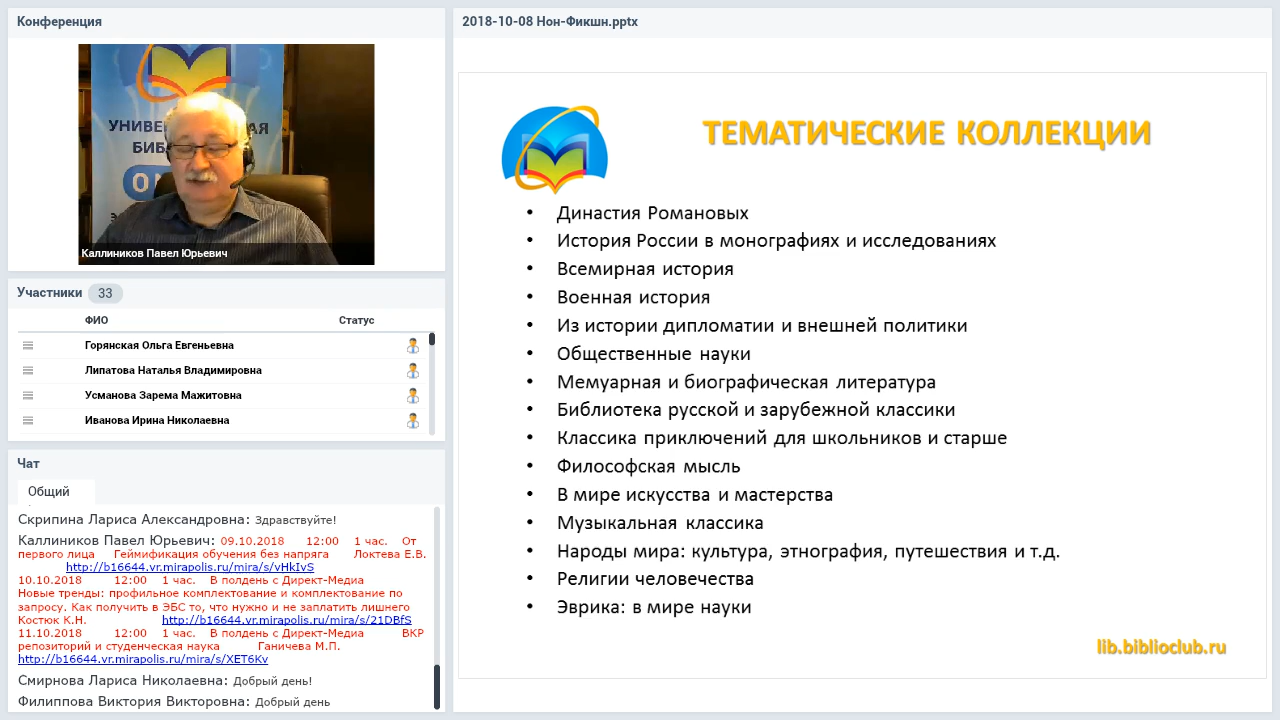 Конференция
УНИВЕ
АЯ
БИБ
Каллиников Павел Юрьевич
Участники 33
ФИО Статус
Горянская Ольга Евгеньевна
Липатова Наталья Владимировна
Усманова Зарема Мажитовна
Иванова Ирина Николаевна
Чат
Общий
Скрипина Лариса Александровна: Здравствуйте!
Каллиников Павел Юрьевич: 09.10.2018 12:00 1 час. От
первого лица Геймификация обучения без напряга Локтева Е.В.
http://b16644.vr.mirapolis.ru/mira/s/vHkIvS
10.10.2018 12:00 1 час. В полдень с Директ-Медиа
Новые тренды: профильное комплектование и комплектование по
запросу. Как получить в ЭБС то, что нужно и не заплатить лишнего
Костюк К.Н. http://b16644.vr.mirapolis.ru/mira/s/21DBfS
11.10.2018 12:00 1 час. В полдень с Директ-Медиа ВКР
репозиторий и студенческая наука Ганичева М.П.
http://b16644.vr.mirapolis.ru/mira/s/XET6Kv
Смирнова Лариса Николаевна: Добрый день!
Филиппова Виктория Викторовна: Добрый день
2018-10-08 Нон-Фикшн.pptx
ТЕМАТИЧЕСКИЕ КОЛЛЕКЦИИ
• Династия Романовых
• История России в монографиях и исследованиях
• Всемирная история
• Военная история
• Из истории дипломатии и внешней политики
• Общественные науки
• Мемуарная и биографическая литература
• Библиотека русской и зарубежной классики
• Классика приключений для школьников и старше
• Философская мысль
• В мире искусства и мастерства
• Музыкальная классика
• Народы мира: культура, этнография, путешествия и т.д.
• Религии человечества
• Эврика: в мире науки
lib.biblioclub.ru